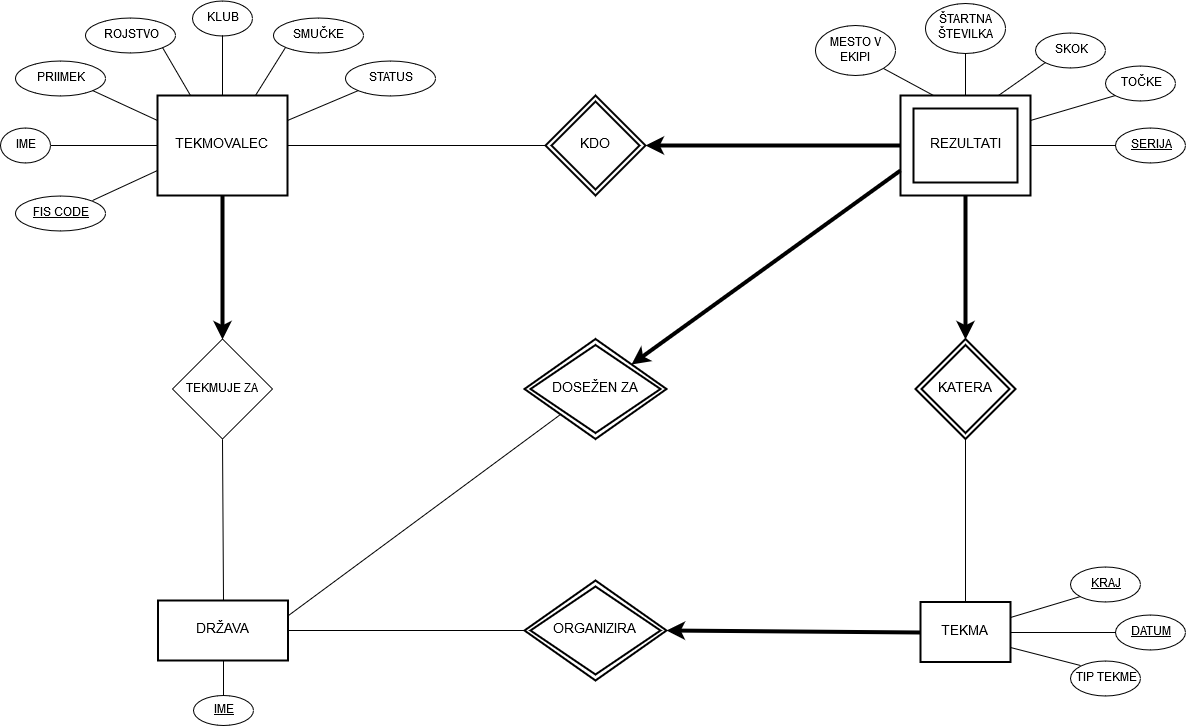 KLUB
ŠTARTNA
ŠTEVILKA
ROJSTVO
SMUČKE
MESTO V
EKIPI
SKOK
PRIIMEK
STATUS
TOČKE
IME
TEKMOVALEC
KDO
REZULTATI
SERIJA
FIS CODE
TEKMUJE ZA
DOSEŽEN ZA
KATERA
KRAJ
DRŽAVA
ORGANIZIRA
TEKMA
DATUM
TIP TEKME
IME